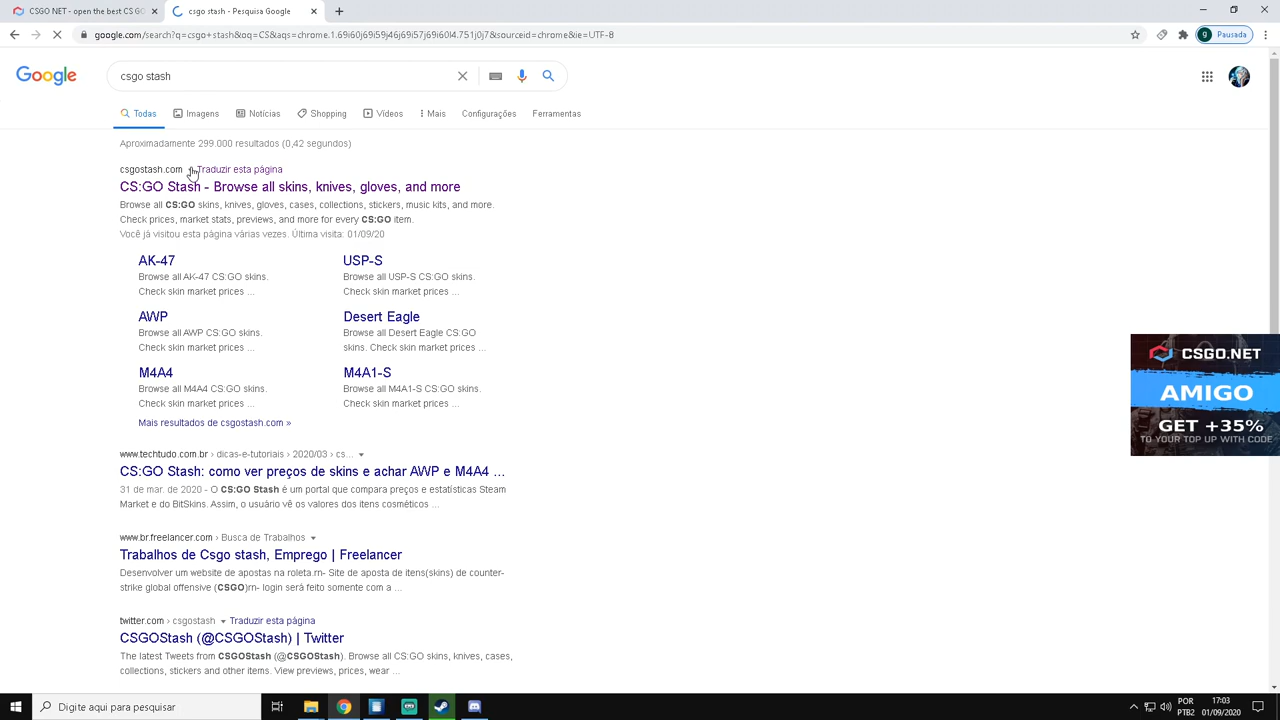 CSGO NET - open the best CS GO
csgo stash - Pesquisa Google
google.com/search?q=csgo+stash&oq=CS&aqs=chrome.1.69i60j69i59j46j69i57j69i60l4.751j0j7&sourceid=chrome&ie=UTF-8
g Pausada
Google
csgo stash
Todas Imagens Notícias Shopping Vídeos Mais Configurações Ferramentas
Aproximadamente 299.000 resultados (0,42 segundos)
csgostash.com Traduzir esta página
CS:GO Stash - Browse all skins, knives, gloves, and more
Browse all CS:GO skins, knives, gloves, cases, collections, stickers, music kits, and more.
Check prices, market stats, previews, and more for every CS:GO item.
Você já visitou esta página várias vezes. Última visita: 01/09/20
AK-47
Browse all AK-47 CS:GO skins.
Check skin market prices ...
USP-S
Browse all USP-S CS:GO skins.
Check skin market prices ...
AWP
Browse all AWP CS:GO skins.
Check skin market prices ...
Desert Eagle
Browse all Desert Eagle CS:GO
skins. Check skin market prices ...
M4A4
Browse all M4A4 CS:GO skins.
Check skin market prices ...
M4A1-S
Browse all M4A1-S CS:GO skins.
Check skin market prices ...
Mais resultados de csgostash.com »
www.techtudo.com.br › dicas-e-tutoriais › 2020/03 › cs...
CS:GO Stash: como ver preços de skins e achar AWP e M4A4 ...
31 de mar. de 2020 - O CS:GO Stash é um portal que compara preços e estatísticas Steam
Market e do BitSkins. Assim, o usuário vê os valores dos itens cosméticos ...
www.br.freelancer.com › Busca de Trabalhos
Trabalhos de Csgo stash, Emprego | Freelancer
Desenvolver um website de apostas na roleta.rn- Site de aposta de itens(skins) de counter-
strike global offensive (CSGO)rn- login será feito somente com a ...
twitter.com › csgostash Traduzir esta página
CSGOStash (@CSGOStash) | Twitter
The latest Tweets from CSGOStash (@CSGOStash). Browse all CS:GO skins, knives, cases,
collections, stickers and other items. View previews, prices, wear ...
CSGO.NET
AMIGO
GET +35%
TO YOUR TOP UP WITH CODE
Digite aqui para pesquisar
POR
PTB2
17:03
01/09/2020